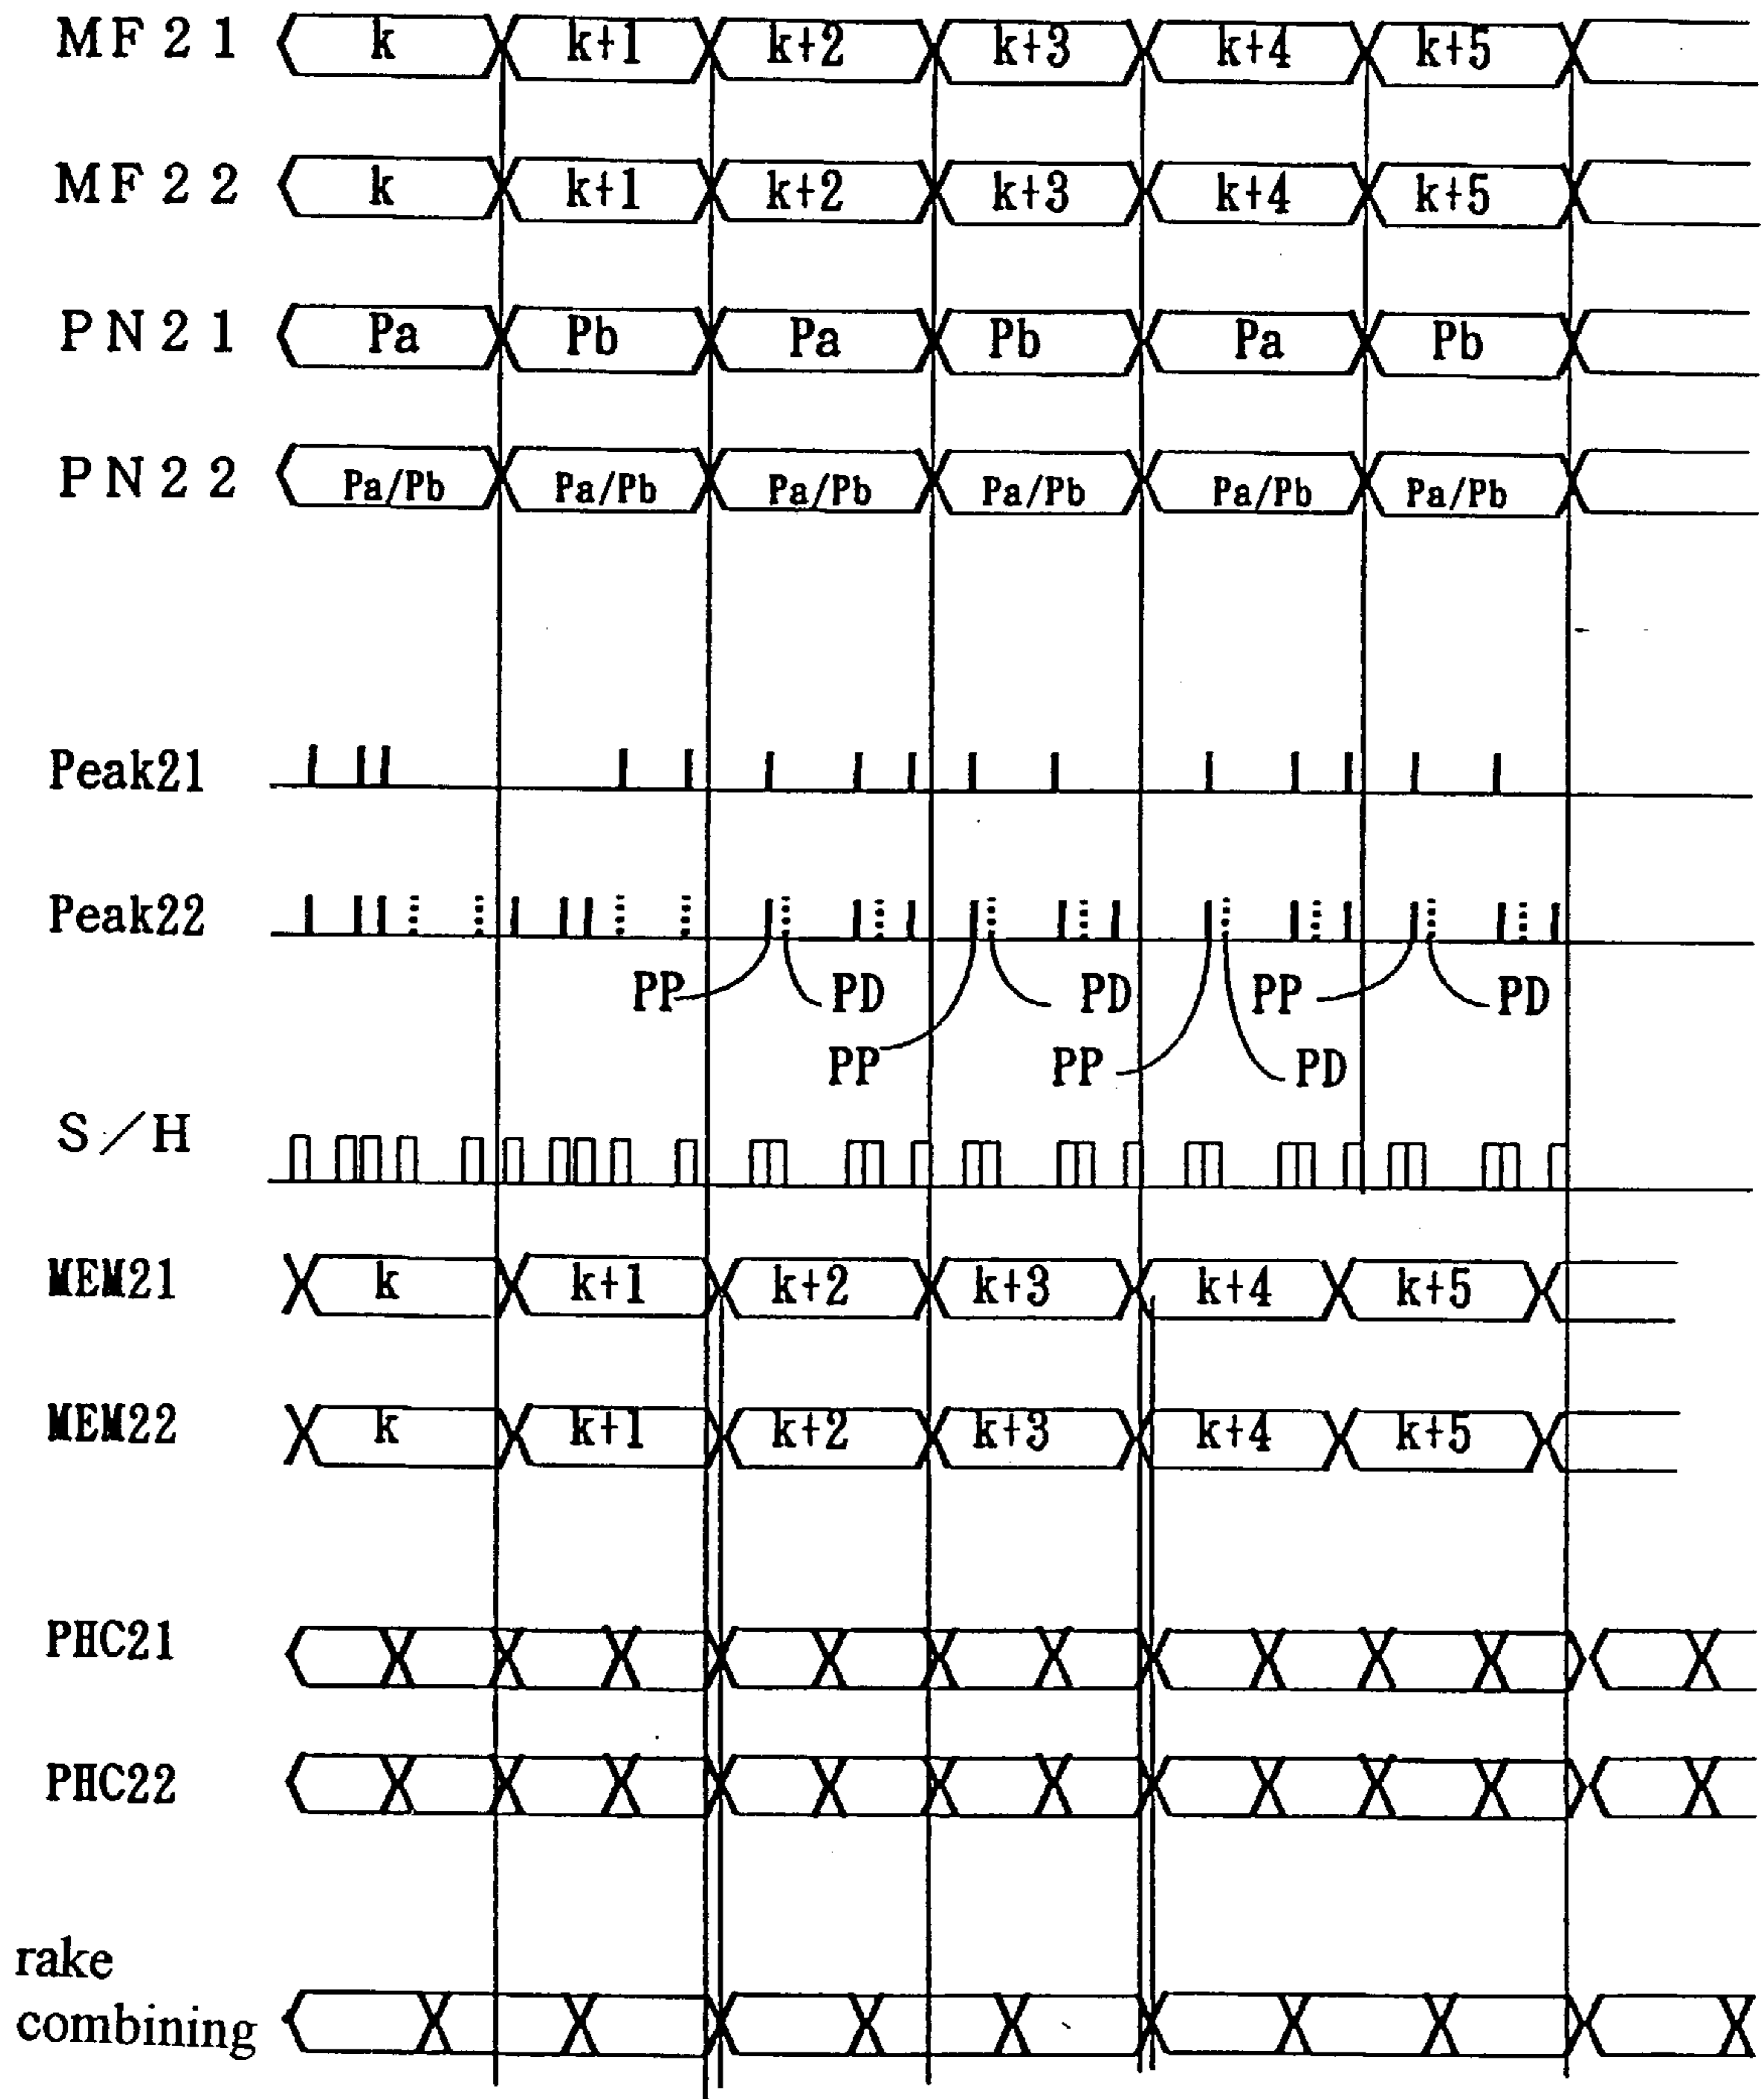 MF21 k k+1 k+2 k+3 k+4 k+5
MF22 k k+1 k+2 k+3 k+4 k+5
PN21 Pa Pb Pa Pb Pa Pb
PN22 Pa/Pb Pa/Pb Pa/Pb Pa/Pb Pa/Pb Pa/Pb
Peak21
Peak22
PP PD PD PP PD
PP PP PD
S/H
MEM21 k k+1 k+2 k+3 k+4 k+5
MEM22 k k+1 k+2 k+3 k+4 k+5
PHC21
PHC22
rake
combining